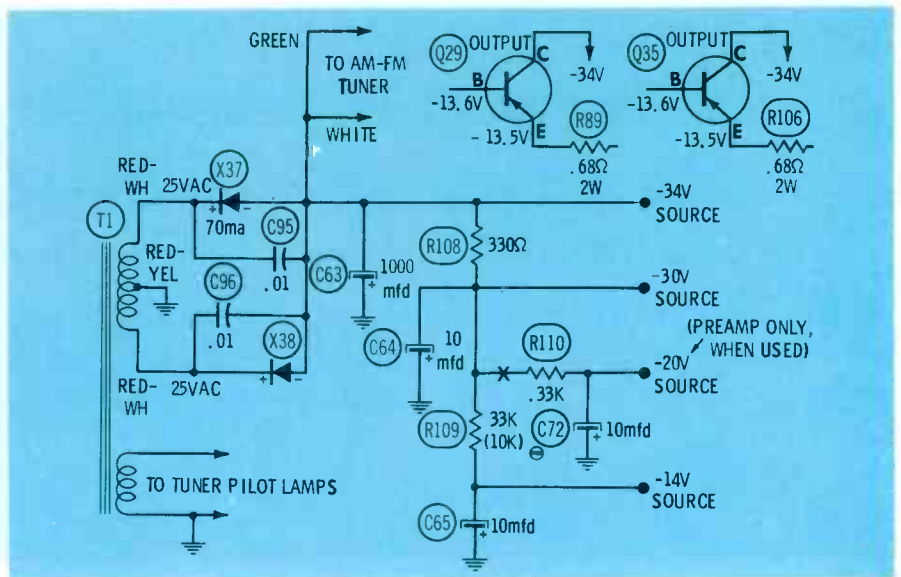 GREEN
TO AM-FM
TUNER
WHITE
Q29
OUTPUT
C
B
-34V
-13.6V
-13.5V
E
R89
.68Ω
2W
Q35
OUTPUT
C
B
-34V
-13.6V
-13.5V
E
R106
.68Ω
2W
RED-
WH
25VAC
X37
+
-
70ma
T1
RED-
YEL
C95
.01
C96
.01
C63
1000
mfd
+
R108
330Ω
-34V
SOURCE
-30V
SOURCE
X38
+
-
RED-
WH
25VAC
C64
10
mfd
+
R110
.33K
(PREAMP ONLY,
WHEN USED)
-20V
SOURCE
R109
33K
(10K)
C72
10mfd
+
-14V
SOURCE
TO TUNER PILOT LAMPS
C65
10mfd
+